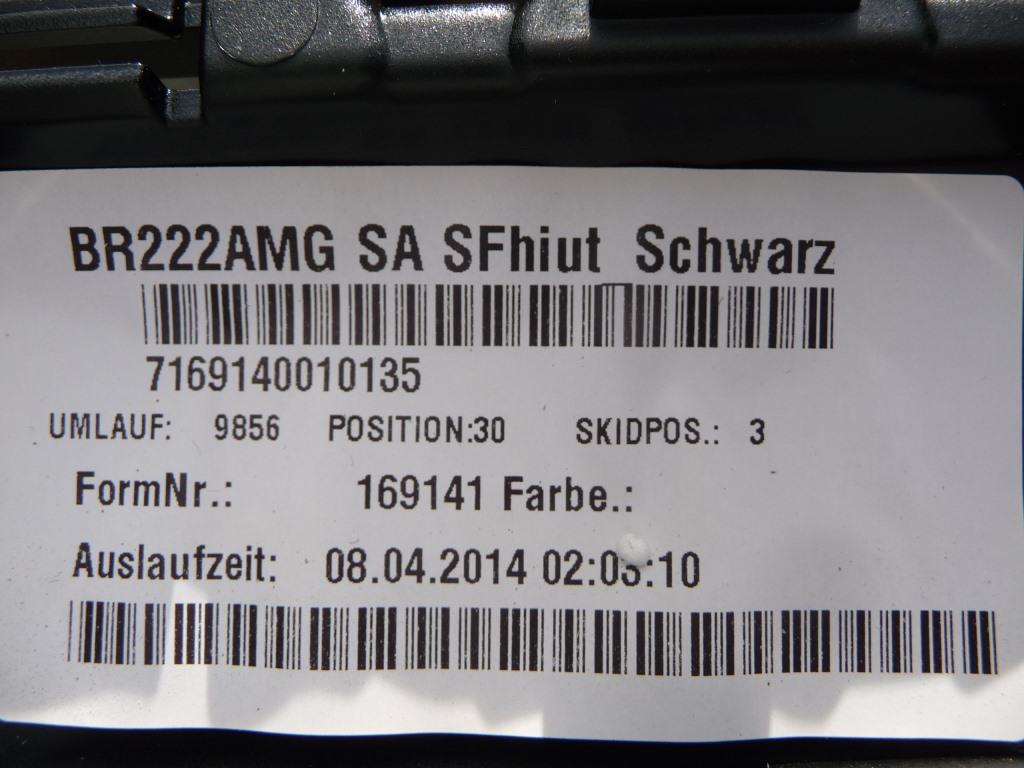 BR222AMG SA SFhiut Schwarz
7169140010135
UMLAUF: 9856 POSITION:30 SKIDPOS.: 3
FormNr.: 169141 Farbe.:
Auslaufzeit: 08.04.2014